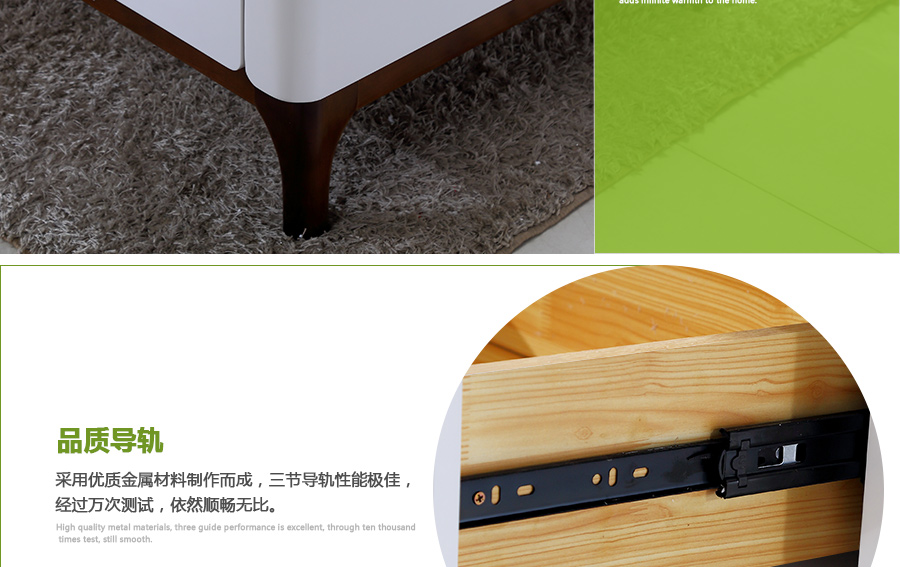 adds infinite warmth to the home.
品质导轨
采用优质金属材料制作而成，三节导轨性能极佳，
经过万次测试，依然顺畅无比。
High quality metal materials, three guide performance is excellent, through ten thousand
times test, still smooth.